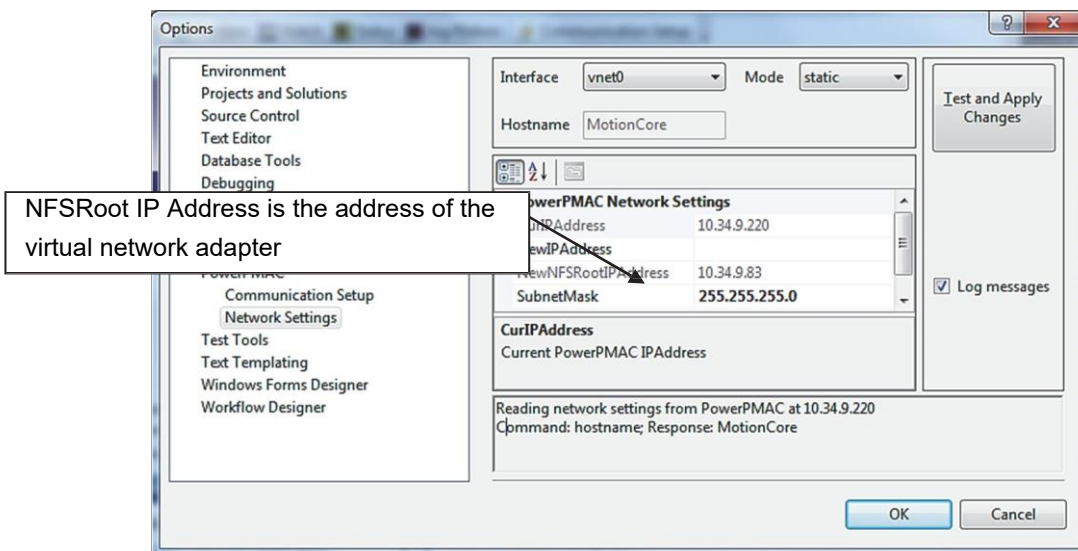 Options
Environment
Projects and Solutions
Source Control
Text Editor
Database Tools
Debugging
NFSRoot IP Address is the address of the
virtual network adapter
PowerPMAC
Communication Setup
Network Settings
Test Tools
Text Templating
Windows Forms Designer
Workflow Designer
Interface vnet0 Mode static
Hostname MotionCore
PowerPMAC Network Settings
CurIPAddress 10.34.9.220
NewIPAddress
NewNFSRootIPAddress 10.34.9.83
SubnetMask 255.255.255.0
CurIPAddress
Current PowerPMAC IPAddress
Reading network settings from PowerPMAC at 10.34.9.220
Command: hostname; Response: MotionCore
Test and Apply
Changes
Log messages
OK Cancel